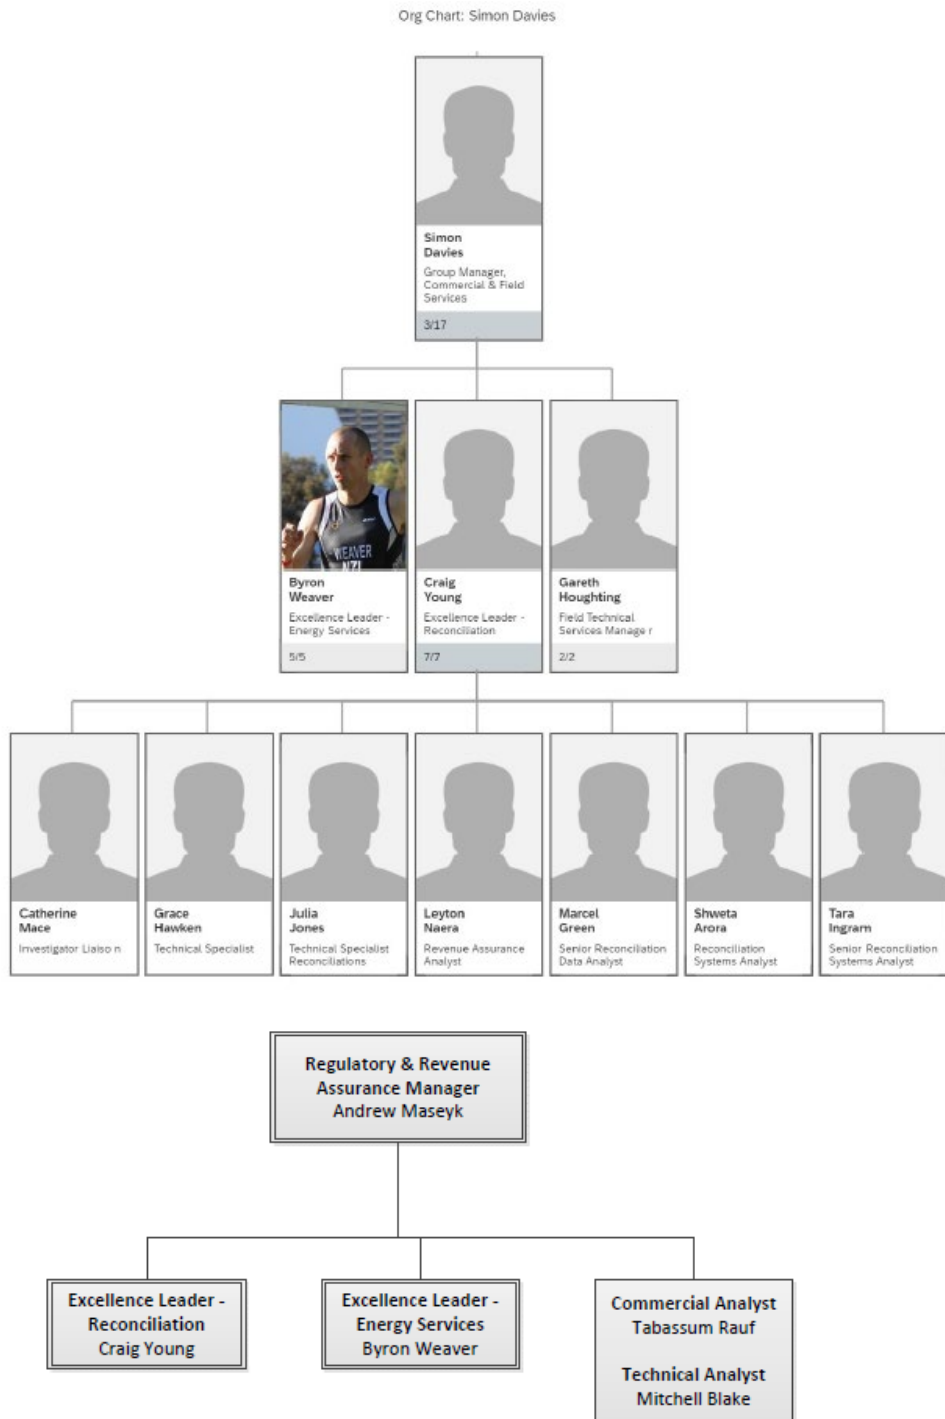 Org Chart: Simon Davies
Simon
Davies
Group Manager,
Commercial & Field
Services
3/17
WEAVER
NZL
Byron
Weaver
Excellence Leader -
Energy Services
5/5
Craig
Young
Excellence Leader -
Reconciliation
7/7
Gareth
Houghting
Field Technical
Services Manage r
2/2
Catherine
Mace
Investigator Liaiso n
Grace
Hawken
Technical Specialist
Julia
Jones
Technical Specialist
Reconciliations
Leyton
Naera
Revenue Assurance
Analyst
Marcel
Green
Senior Reconciliation
Data Analyst
Shweta
Arora
Reconciliation
Systems Analyst
Tara
Ingram
Senior Reconciliation
Systems Analyst
Regulatory & Revenue
Assurance Manager
Andrew Maseyk
Excellence Leader -
Reconciliation
Craig Young
Excellence Leader -
Energy Services
Byron Weaver
Commercial Analyst
Tabassum Rauf
Technical Analyst
Mitchell Blake